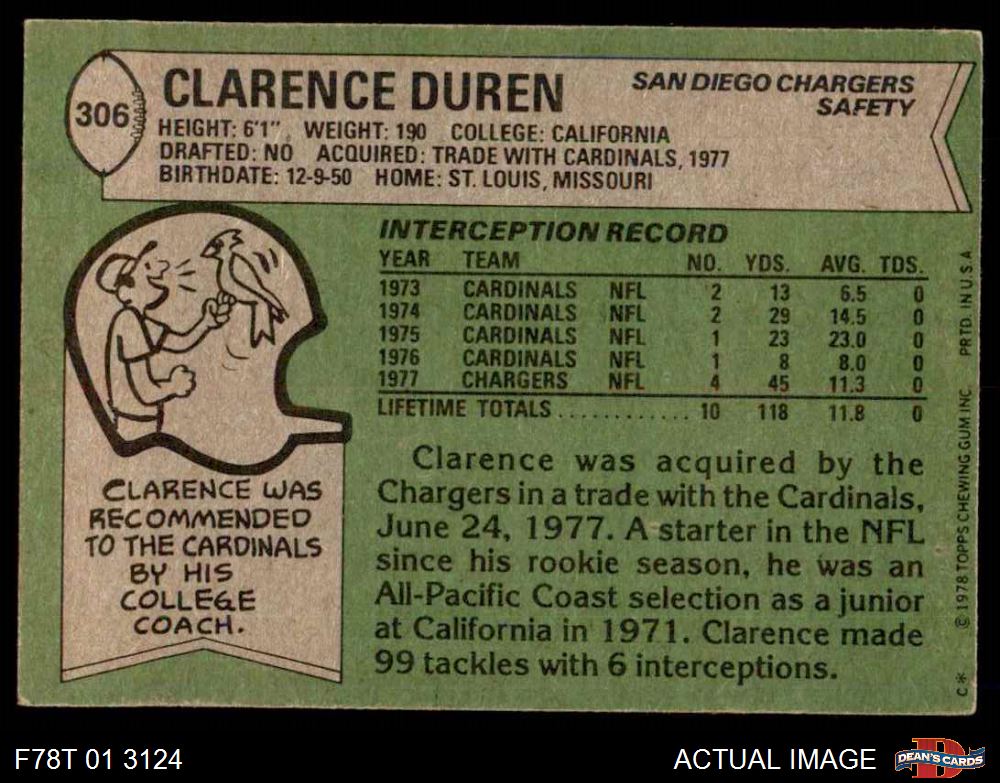 306
CLARENCE DUREN
SAN DIEGO CHARGERS
SAFETY
HEIGHT: 6'1" WEIGHT: 190 COLLEGE: CALIFORNIA
DRAFTED: NO ACQUIRED: TRADE WITH CARDINALS, 1977
BIRTHDATE: 12-9-50 HOME: ST. LOUIS, MISSOURI
INTERCEPTION RECORD
YEAR TEAM NO. YDS. AVG. TDS.
1973 CARDINALS NFL 2 13 6.5 0
1974 CARDINALS NFL 2 29 14.5 0
1975 CARDINALS NFL 1 23 23.0 0
1976 CARDINALS NFL 1 8 8.0 0
1977 CHARGERS NFL 4 45 11.3 0
LIFETIME TOTALS ............ 10 118 11.8 0
CLARENCE WAS
RECOMMENDED
TO THE CARDINALS
BY HIS
COLLEGE
COACH.
Clarence was acquired by the
Chargers in a trade with the Cardinals,
June 24, 1977. A starter in the NFL
since his rookie season, he was an
All-Pacific Coast selection as a junior
at California in 1971. Clarence made
99 tackles with 6 interceptions.
C* © 1978 TOPPS CHEWING GUM INC. PRTD. IN U.S.A
F78T 01 3124
ACTUAL IMAGE
D
DEAN'S CARDS